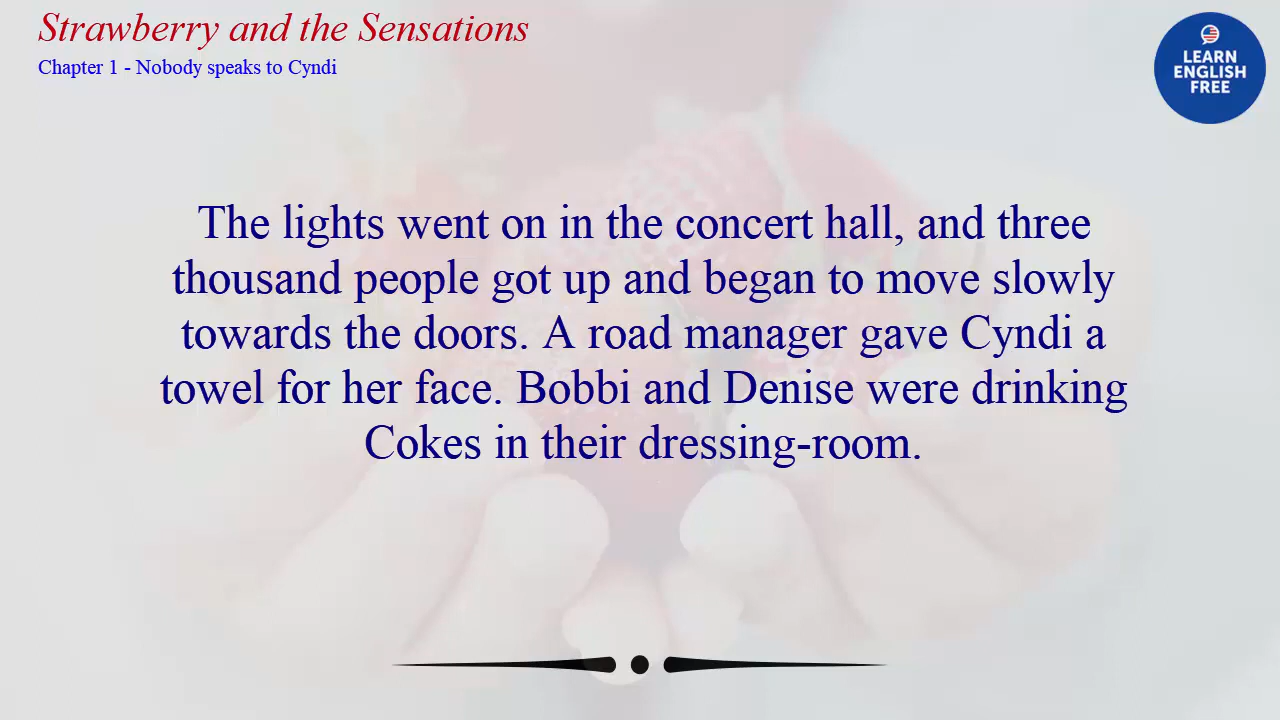 Strawberry and the Sensations
Chapter 1 - Nobody speaks to Cyndi
LEARN
ENGLISH
FREE
The lights went on in the concert hall, and three
thousand people got up and began to move slowly
towards the doors. A road manager gave Cyndi a
towel for her face. Bobbi and Denise were drinking
Cokes in their dressing-room.